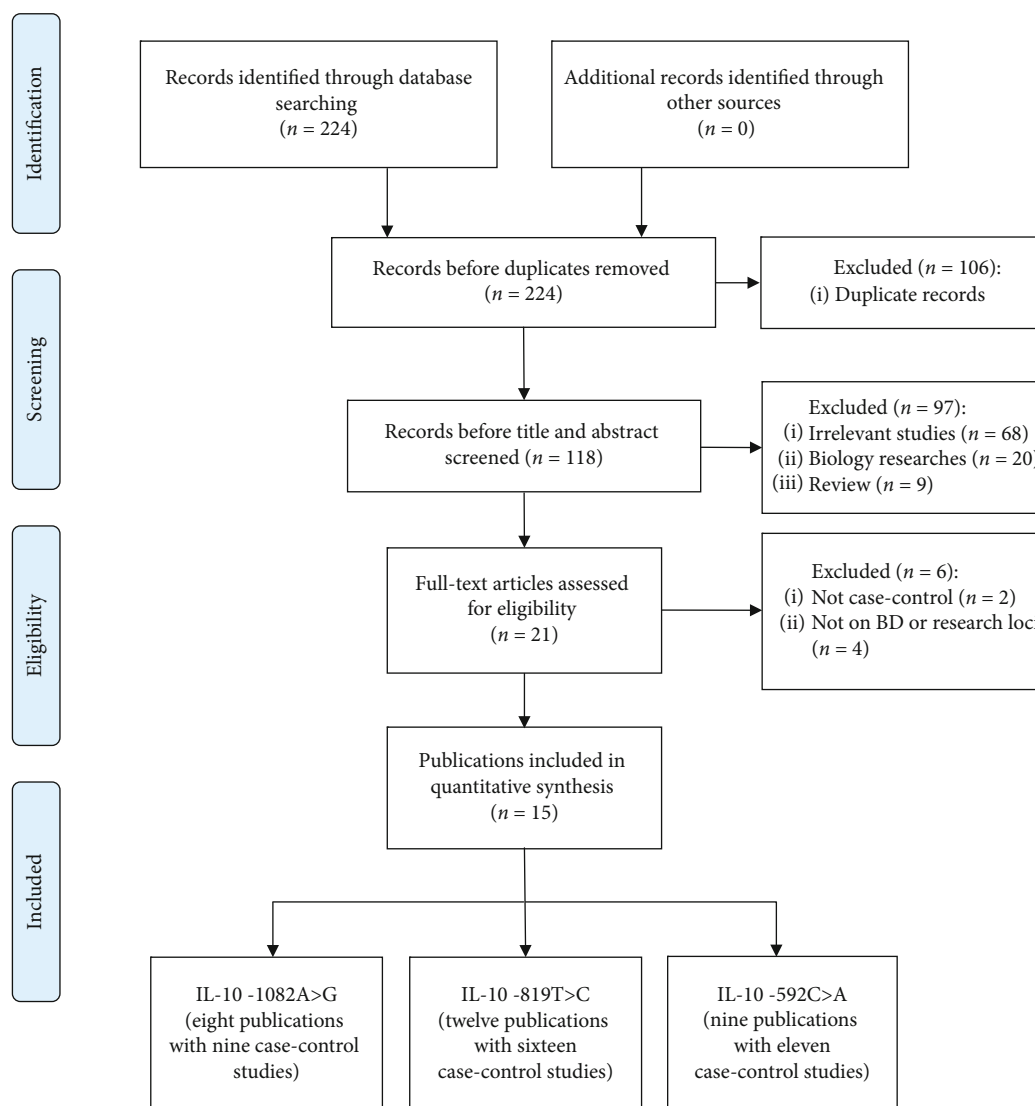 Identification
Records identified through database
searching
(n = 224)
Additional records identified through
other sources
(n = 0)
Records before duplicates removed
(n = 224)
Excluded (n = 106):
(i) Duplicate records
Screening
Records before title and abstract
screened (n = 118)
Excluded (n = 97):
(i) Irrelevant studies (n = 68)
(ii) Biology researches (n = 20)
(iii) Review (n = 9)
Eligibility
Full-text articles assessed
for eligibility
(n = 21)
Excluded (n = 6):
(i) Not case-control (n = 2)
(ii) Not on BD or research loci
(n = 4)
Included
Publications included in
quantitative synthesis
(n = 15)
IL-10 -1082A>G
(eight publications
with nine case-control
studies)
IL-10 -819T>C
(twelve publications
with sixteen
case-control studies)
IL-10 -592C>A
(nine publications
with eleven
case-control studies)